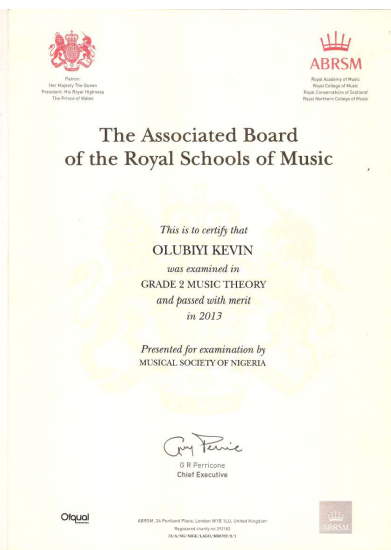 Patron:
Her Majesty The Queen
President: His Royal Highness
The Prince of Wales
ABRSM
Royal Academy of Music
Royal College of Music
Royal Conservatoire of Scotland
Royal Northern College of Music
The Associated Board
of the Royal Schools of Music
This is to certify that
OLUBIYI KEVIN
was examined in
GRADE 2 MUSIC THEORY
and passed with merit
in 2013
Presented for examination by
MUSICAL SOCIETY OF NIGERIA
Guy Perricone
G R Perricone
Chief Executive
Ofqual
ABRSM, 24 Portland Place, London W1B 1LU, United Kingdom
Registered charity no 292182
ABRSM